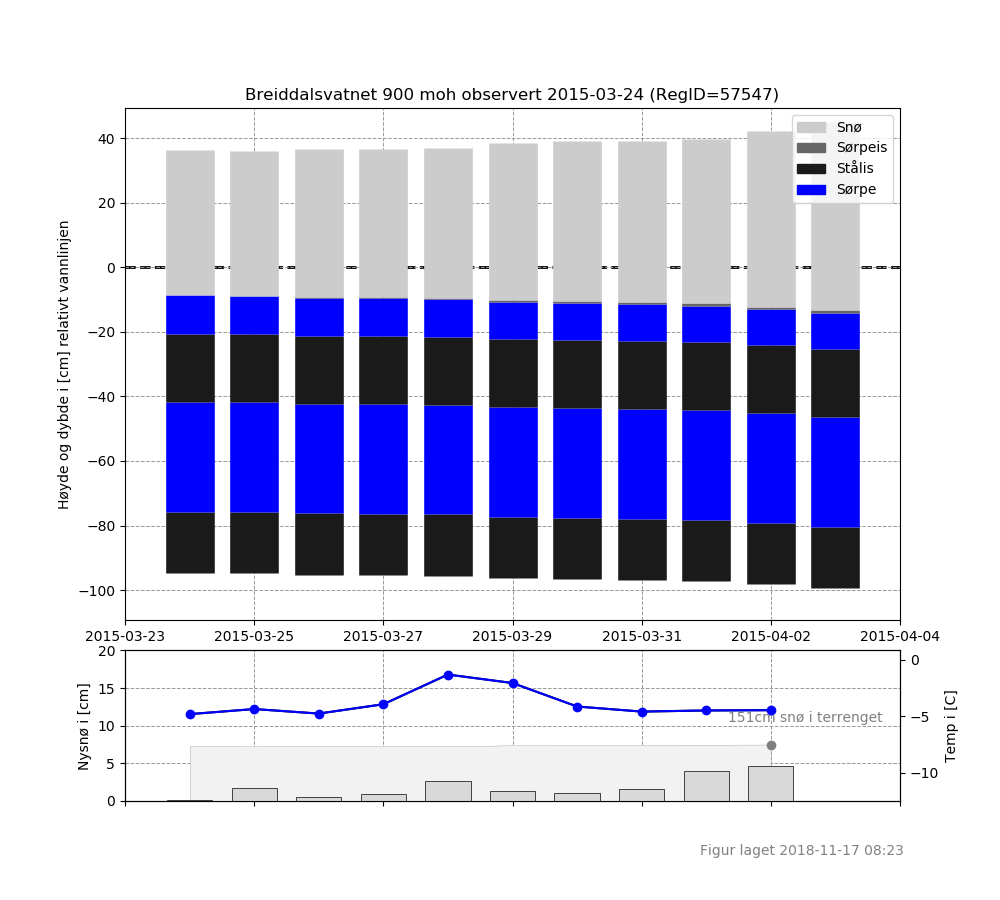 Breiddalsvatnet 900 moh observert 2015-03-24 (RegID=57547)
Snø
Sørpeis
Stålis
Sørpe
Høyde og dybde i [cm] relativt vannlinjen
40
20
0
−20
−40
−60
−80
−100
2015-03-23 2015-03-25 2015-03-27 2015-03-29 2015-03-31 2015-04-02 2015-04-04
Nysnø i [cm]
20
15
10
5
0
151cm snø i terrenget
0
−5
−10
Temp i [C]
Figur laget 2018-11-17 08:23